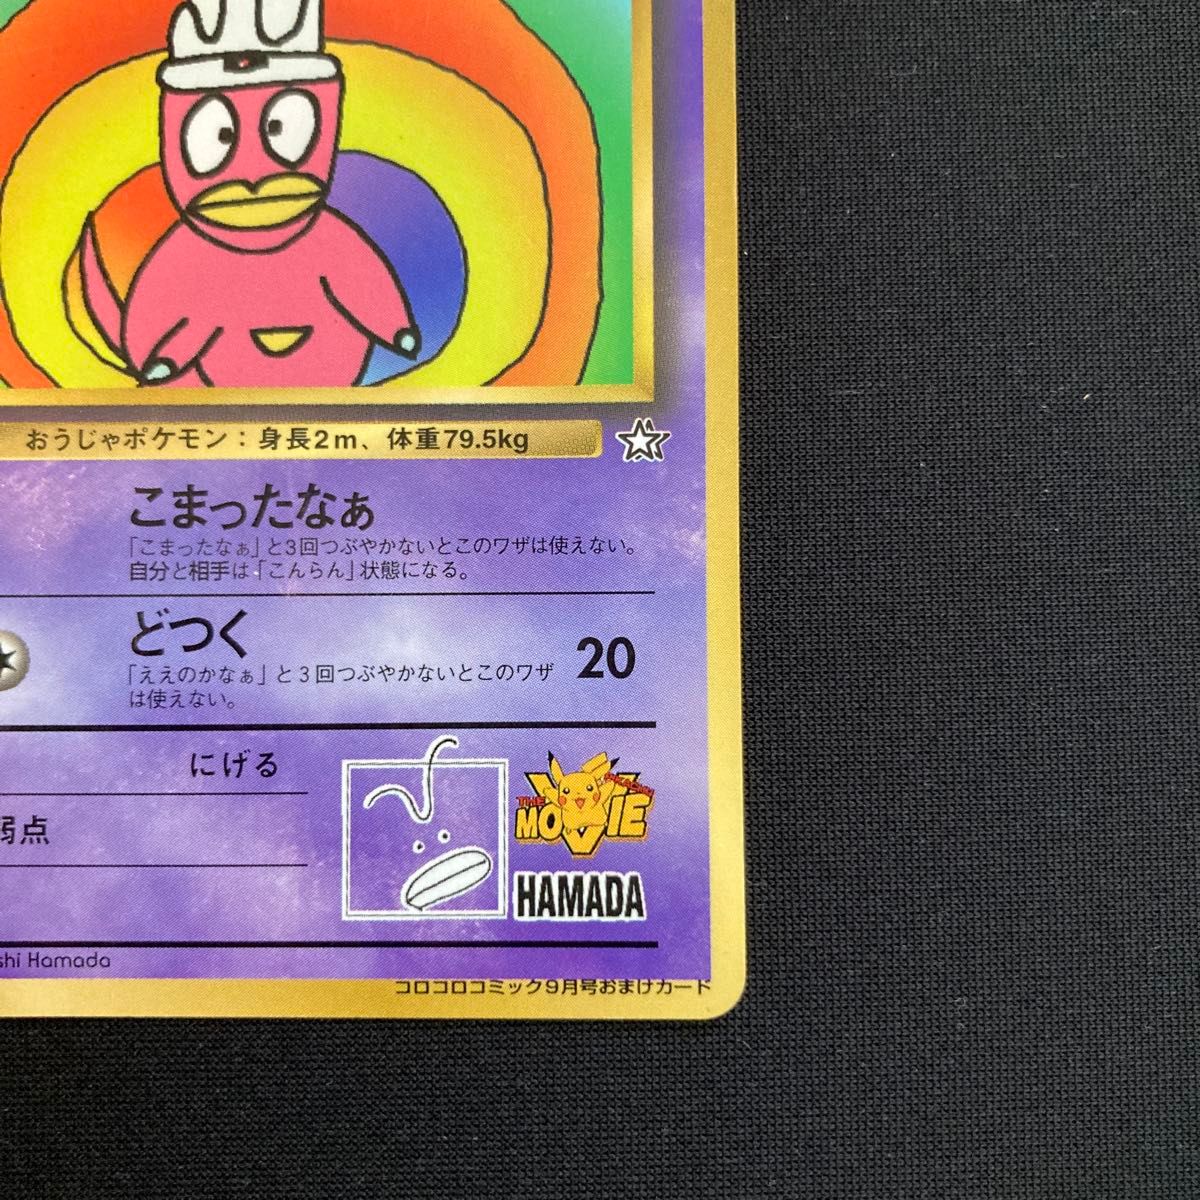 おうじゃポケモン：身長2m、体重79.5kg
こまったなぁ
「こまったなぁ」と3回つぶやかないとこのワザは使えない。
自分と相手は「こんらん」状態になる。
どつく
20
「ええのかなぁ」と3回つぶやかないとこのワザ
は使えない。
にげる
弱点
THE
PIKACHU
MOVIE
HAMADA
shi Hamada
コロコロコミック9月号おまけカード